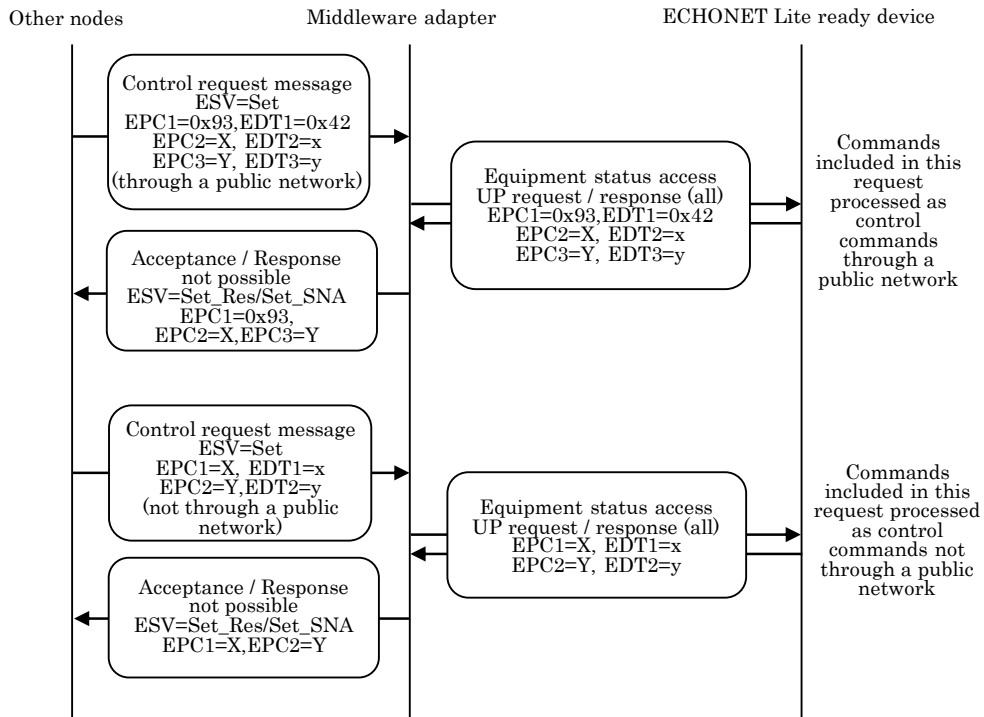 Other nodes
Middleware adapter
ECHONET Lite ready device
Control request message
ESV=Set
EPC1=0x93,EDT1=0x42
EPC2=X, EDT2=x
EPC3=Y, EDT3=y
(through a public network)
Equipment status access
UP request / response (all)
EPC1=0x93,EDT1=0x42
EPC2=X, EDT2=x
EPC3=Y, EDT3=y
Commands
included in this
request
processed as
control
commands
through a
public network
Acceptance / Response
not possible
ESV=Set_Res/Set_SNA
EPC1=0x93,
EPC2=X,EPC3=Y
Control request message
ESV=Set
EPC1=X, EDT1=x
EPC2=Y,EDT2=y
(not through a public
network)
Equipment status access
UP request / response (all)
EPC1=X, EDT1=x
EPC2=Y, EDT2=y
Commands
included in this
request processed
as control
commands not
through a public
network
Acceptance / Response
not possible
ESV=Set_Res/Set_SNA
EPC1=X,EPC2=Y